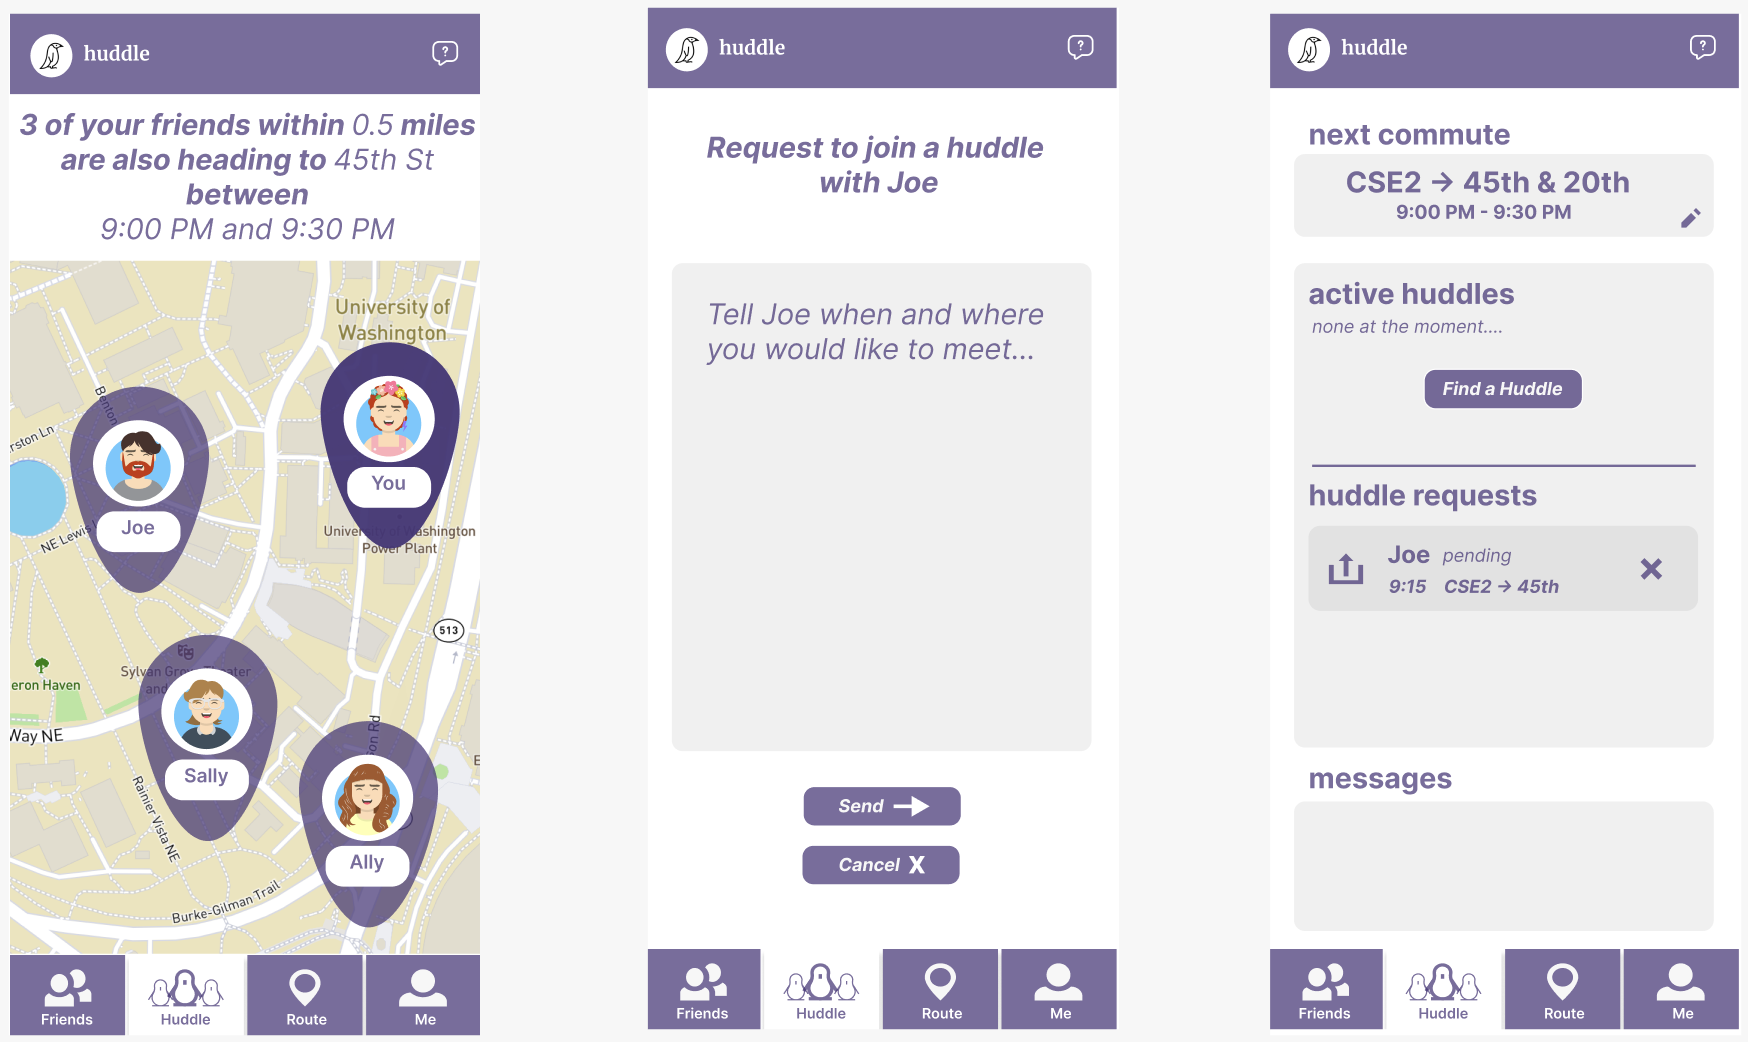 huddle
?
3 of your friends within 0.5 miles
are also heading to 45th St
between
9:00 PM and 9:30 PM
University of
Washington
Benton
rston Ln
You
Joe
NE Lewis
University of Washington
Power Plant
513
Sylvan Grove Theater
and
eron Haven
Way NE
Sally
on Rd
E
Rainier Vista NE
Ally
Burke-Gilman Trail
Friends
Huddle
Route
Me
huddle
?
Request to join a huddle
with Joe
Tell Joe when and where
you would like to meet...
Send
Cancel X
Friends
Huddle
Route
Me
huddle
?
next commute
CSE2 → 45th & 20th
9:00 PM - 9:30 PM
active huddles
none at the moment....
Find a Huddle
huddle requests
Joe pending
9:15 CSE2 → 45th
messages
Friends
Huddle
Route
Me